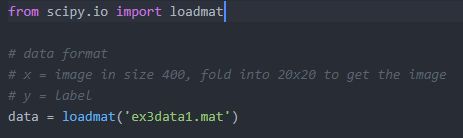 from scipy.io import loadmat
# data format
# x = image in size 400, fold into 20x20 to get the image
# y = label
data = loadmat('ex3data1.mat')